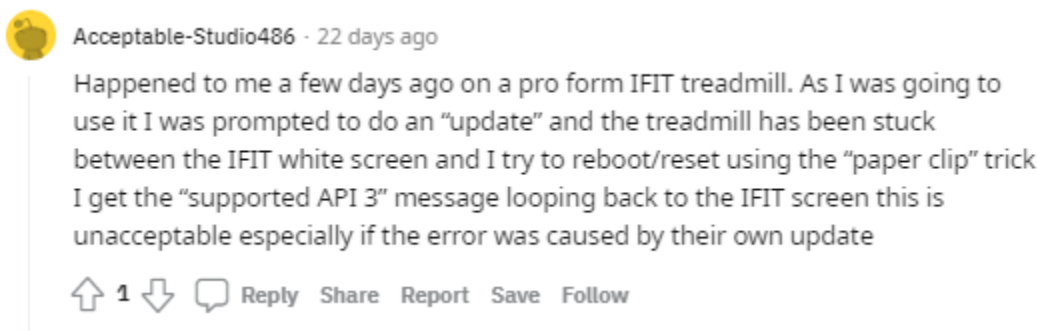 Acceptable-Studio486 · 22 days ago
Happened to me a few days ago on a pro form IFIT treadmill. As I was going to
use it I was prompted to do an “update” and the treadmill has been stuck
between the IFIT white screen and I try to reboot/reset using the “paper clip” trick
I get the “supported API 3” message looping back to the IFIT screen this is
unacceptable especially if the error was caused by their own update
1 Reply Share Report Save Follow